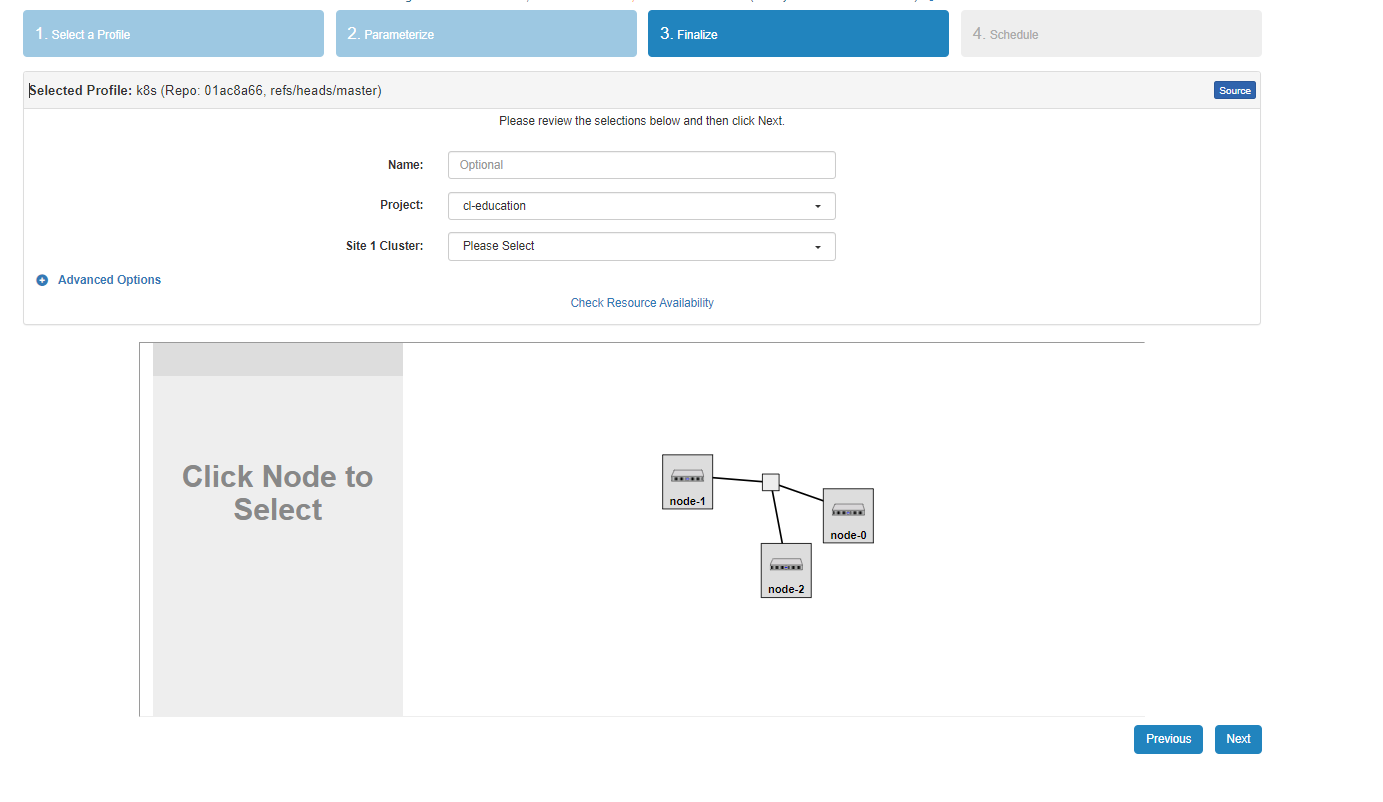 1. Select a Profile
2. Parameterize
3. Finalize
4. Schedule
Selected Profile: k8s (Repo: 01ac8a66, refs/heads/master)
Source
Please review the selections below and then click Next.
Name:
Optional
Project:
cl-education
Site 1 Cluster:
Please Select
Advanced Options
Check Resource Availability
Click Node to
Select
node-1
node-0
node-2
Previous
Next